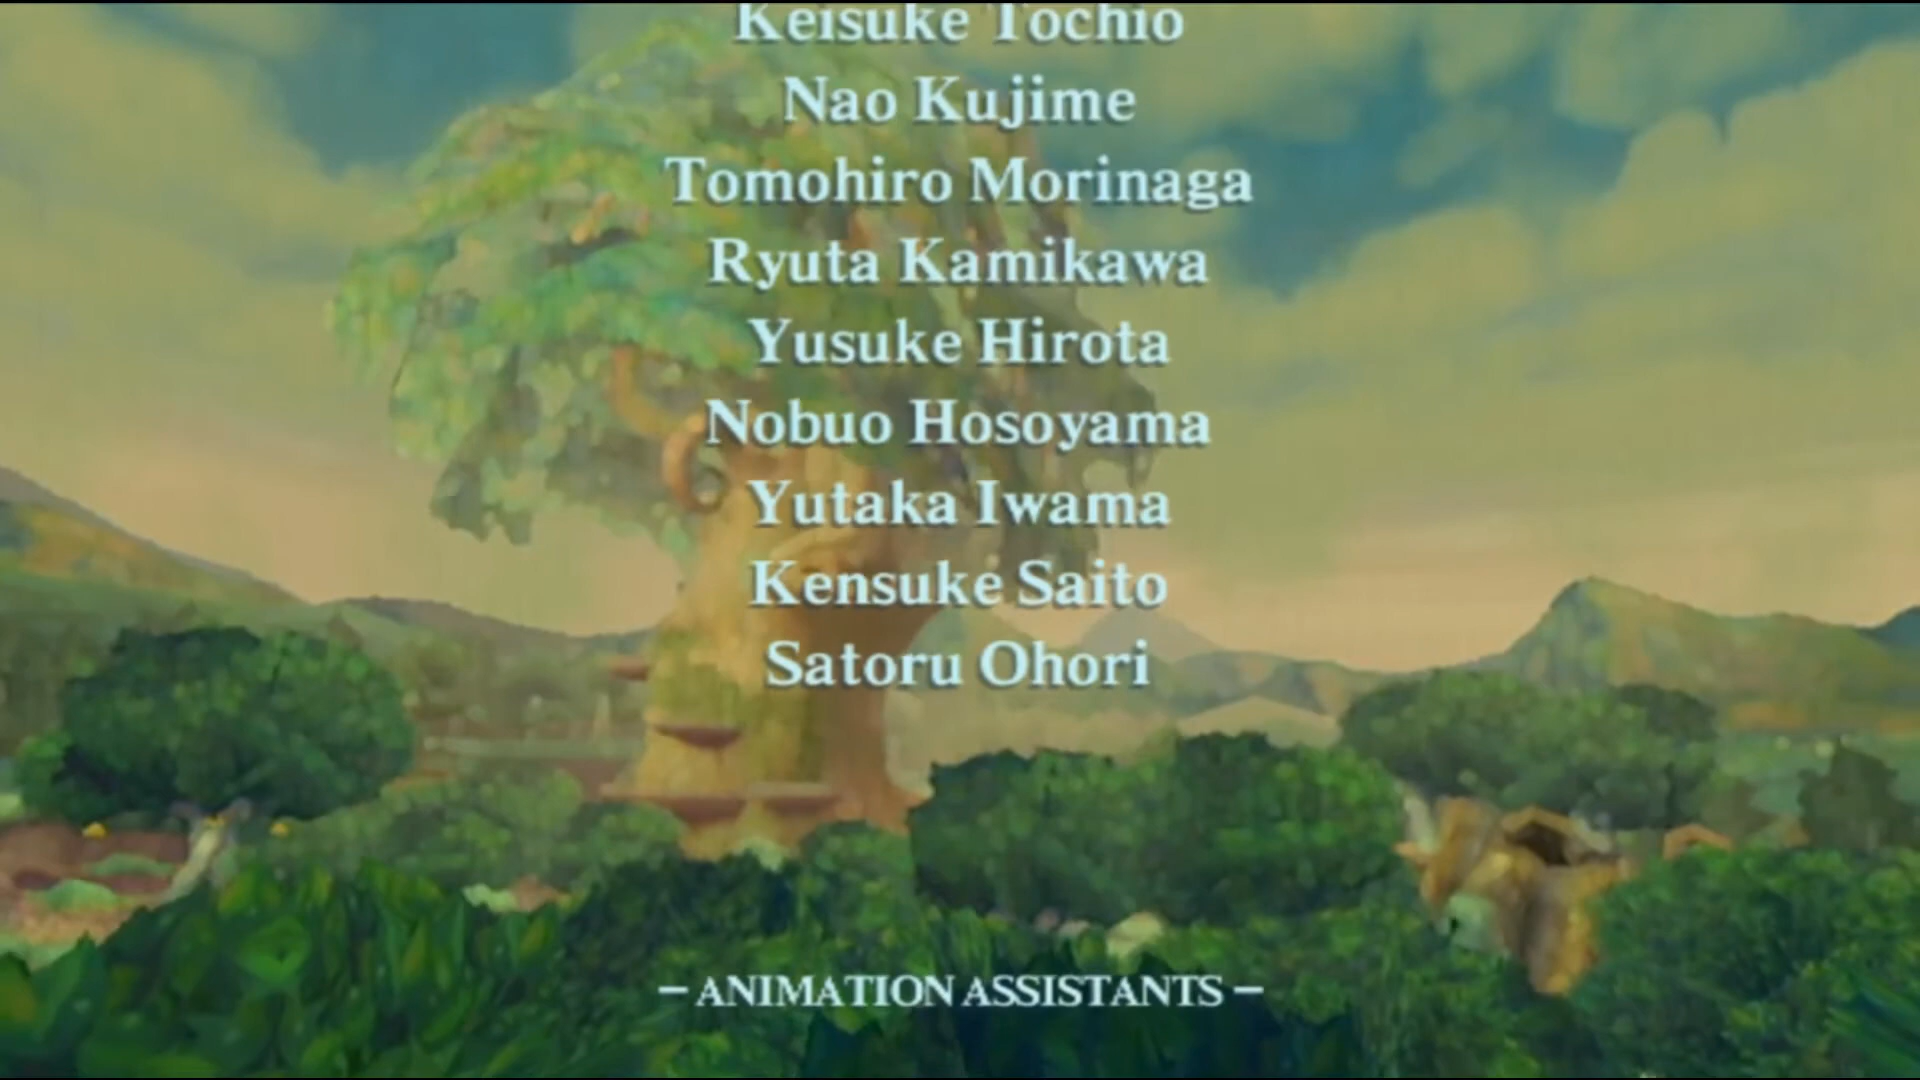 Keisuke Tochio
Nao Kujime
Tomohiro Morinaga
Ryuta Kamikawa
Yusuke Hirota
Nobuo Hosoyama
Yutaka Iwama
Kensuke Saito
Satoru Ohori
– ANIMATION ASSISTANTS –